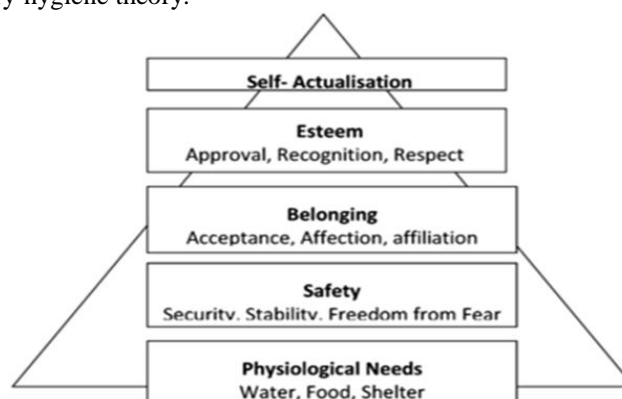 y hygiene theory.
Self- Actualisation
Esteem
Approval, Recognition, Respect
Belonging
Acceptance, Affection, affiliation
Safety
Security, Stability, Freedom from Fear
Physiological Needs
Water, Food, Shelter